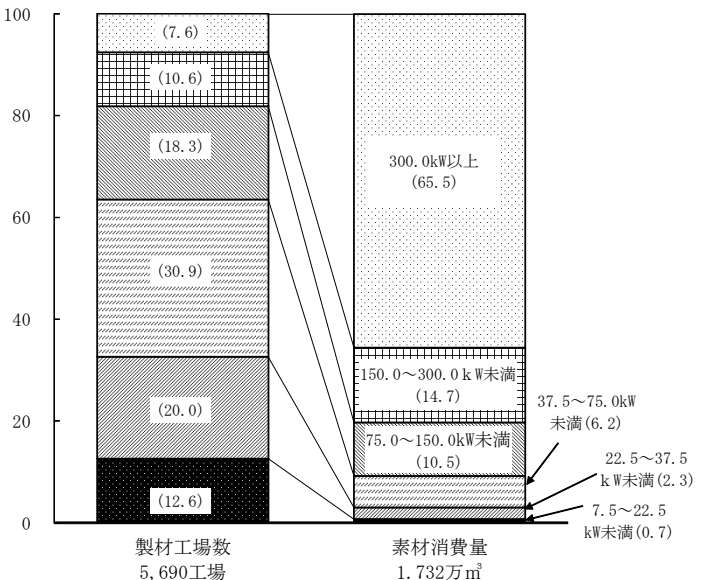 100
80
60
40
20
0
(7.6)
(10.6)
(18.3)
(30.9)
(20.0)
(12.6)
300.0kW以上
(65.5)
150.0～300.0ｋW未満
(14.7)
75.0～150.0kW未満
(10.5)
37.5～75.0kW
未満(6.2)
22.5～37.5
ｋW未満(2.3)
7.5～22.5
kW未満(0.7)
製材工場数
5,690工場
素材消費量
1.732万㎥